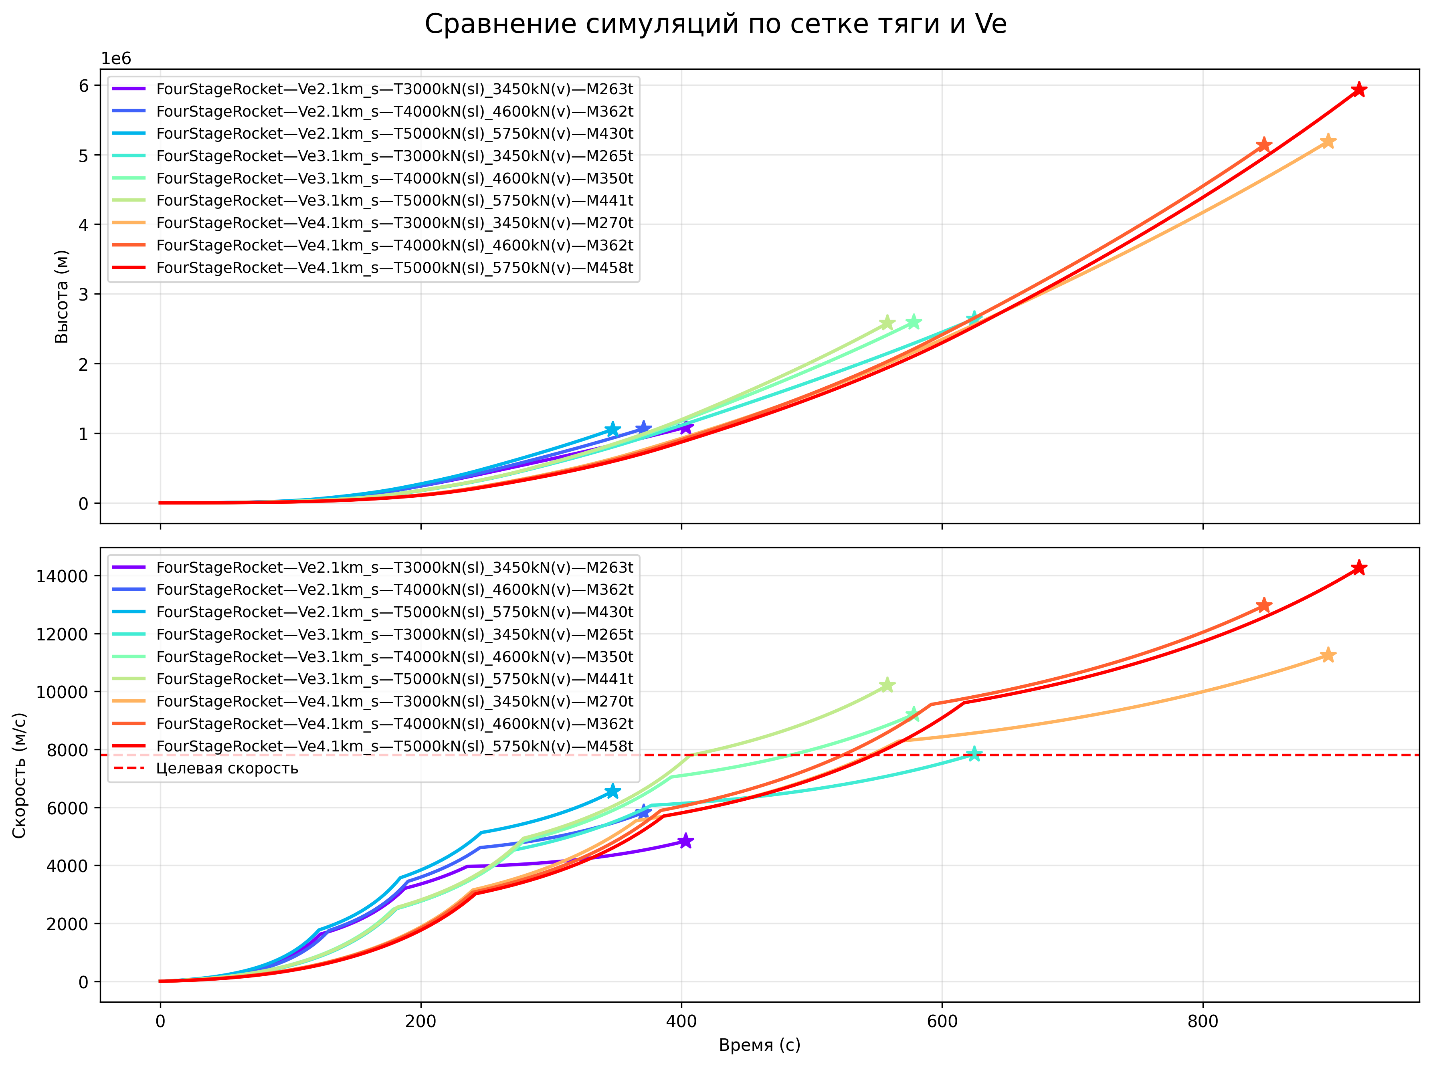 Сравнение симуляций по сетке тяги и Ve
1e6
FourStageRocket—Ve2.1km_s—T3000kN(sl)_3450kN(v)—M263t
FourStageRocket—Ve2.1km_s—T4000kN(sl)_4600kN(v)—M362t
FourStageRocket—Ve2.1km_s—T5000kN(sl)_5750kN(v)—M430t
FourStageRocket—Ve3.1km_s—T3000kN(sl)_3450kN(v)—M265t
FourStageRocket—Ve3.1km_s—T4000kN(sl)_4600kN(v)—M350t
FourStageRocket—Ve3.1km_s—T5000kN(sl)_5750kN(v)—M441t
FourStageRocket—Ve4.1km_s—T3000kN(sl)_3450kN(v)—M270t
FourStageRocket—Ve4.1km_s—T4000kN(sl)_4600kN(v)—M362t
FourStageRocket—Ve4.1km_s—T5000kN(sl)_5750kN(v)—M458t
6
5
4
3
2
1
0
Высота (м)
FourStageRocket—Ve2.1km_s—T3000kN(sl)_3450kN(v)—M263t
FourStageRocket—Ve2.1km_s—T4000kN(sl)_4600kN(v)—M362t
FourStageRocket—Ve2.1km_s—T5000kN(sl)_5750kN(v)—M430t
FourStageRocket—Ve3.1km_s—T3000kN(sl)_3450kN(v)—M265t
FourStageRocket—Ve3.1km_s—T4000kN(sl)_4600kN(v)—M350t
FourStageRocket—Ve3.1km_s—T5000kN(sl)_5750kN(v)—M441t
FourStageRocket—Ve4.1km_s—T3000kN(sl)_3450kN(v)—M270t
FourStageRocket—Ve4.1km_s—T4000kN(sl)_4600kN(v)—M362t
FourStageRocket—Ve4.1km_s—T5000kN(sl)_5750kN(v)—M458t
Целевая скорость
14000
12000
10000
8000
6000
4000
2000
0
Скорость (м/с)
0 200 400 600 800
Время (с)